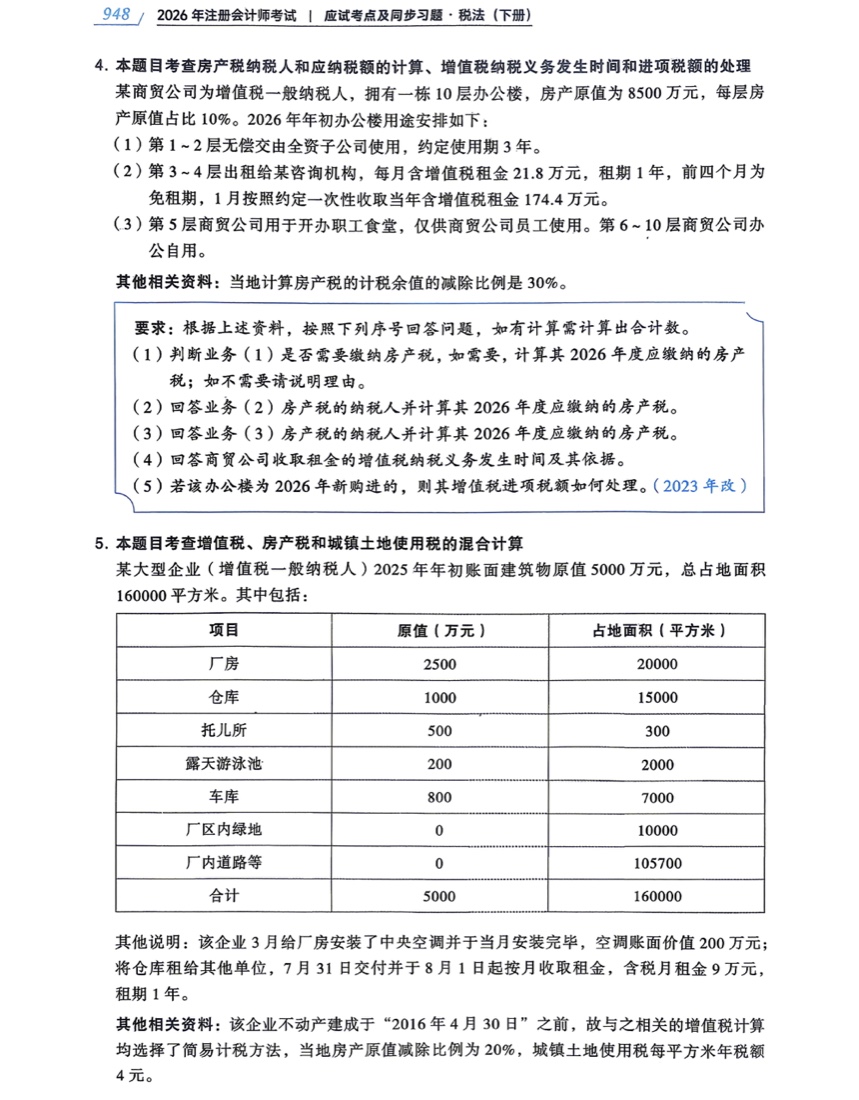 948 2026年注册会计师考试 | 应试考点及同步习题·税法（下册）
4. 本题目考查房产税纳税人和应纳税额的计算、增值税纳税义务发生时间和进项税额的处理
某商贸公司为增值税一般纳税人，拥有一栋10层办公楼，房产原值为8500万元，每层房
产原值占比10%。2026年年初办公楼用途安排如下：
（1）第1~2层无偿交由全资子公司使用，约定使用期3年。
（2）第3~4层出租给某咨询机构，每月含增值税租金21.8万元，租期1年，前四个月为
免租期，1月按照约定一次性收取当年含增值税租金174.4万元。
（3）第5层商贸公司用于开办职工食堂，仅供商贸公司员工使用。第6~10层商贸公司办
公自用。
其他相关资料：当地计算房产税的计税余值的减除比例是30%。
要求：根据上述资料，按照下列序号回答问题，如有计算需计算出合计数。
（1）判断业务（1）是否需要缴纳房产税，如需要，计算其2026年度应缴纳的房产
税；如不需要请说明理由。
（2）回答业务（2）房产税的纳税人并计算其2026年度应缴纳的房产税。
（3）回答业务（3）房产税的纳税人并计算其2026年度应缴纳的房产税。
（4）回答商贸公司收取租金的增值税纳税义务发生时间及其依据。
（5）若该办公楼为2026年新购进的，则其增值税进项税额如何处理。（2023年改）
5. 本题目考查增值税、房产税和城镇土地使用税的混合计算
某大型企业（增值税一般纳税人）2025年年初账面建筑物原值5000万元，总占地面积
160000平方米。其中包括：
项目 原值（万元） 占地面积（平方米）
厂房 2500 20000
仓库 1000 15000
托儿所 500 300
露天游泳池 200 2000
车库 800 7000
厂区内绿地 0 10000
厂内道路等 0 105700
合计 5000 160000
其他说明：该企业3月给厂房安装了中央空调并于当月安装完毕，空调账面价值200万元；
将仓库租给其他单位，7月31日交付并于8月1日起按月收取租金，含税月租金9万元，
租期1年。
其他相关资料：该企业不动产建成于“2016年4月30日”之前，故与之相关的增值税计算
均选择了简易计税方法，当地房产原值减除比例为20%，城镇土地使用税每平方米年税额
4元。